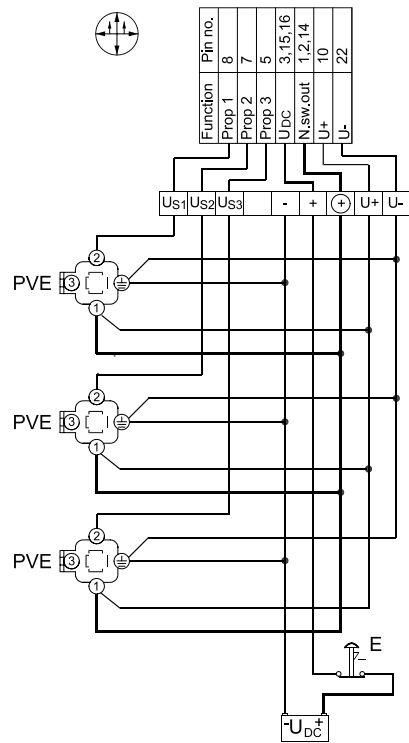 Function Pin no.
Prop 1 8
Prop 2 7
Prop 3 5
UDC 3,15,16
N.sw.out 1,2,14
U+ 10
U- 22
US1 US2 US3 - + + U+ U-
2
PVE 3
1
2
PVE 3
1
2
PVE 3
1
E
-UDC+